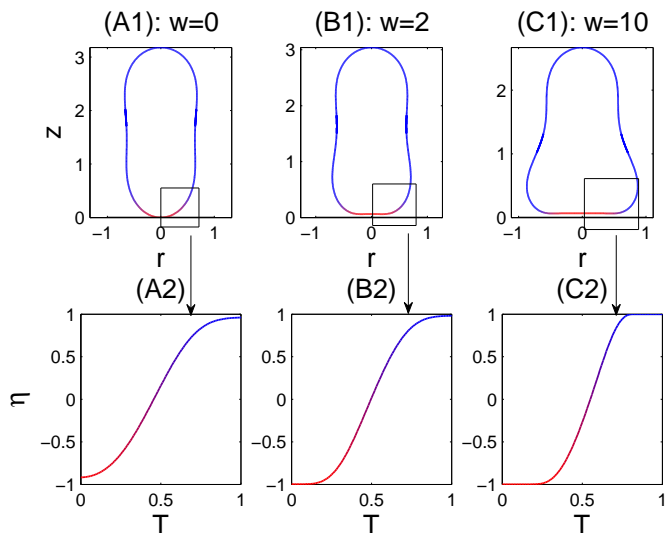 (A1): w=0 (B1): w=2 (C1): w=10
3 3
2 2 2
z
1 1 1
0 0 0
−1 0 1 −1 0 1 −1 0 1
r r r
(A2) (B2) (C2)
1 1 1
0.5 0.5 0.5
η 0 0 0
−0.5 −0.5 −0.5
−1 −1 −1
0 0.5 1 0 0.5 1 0 0.5 1
T T T